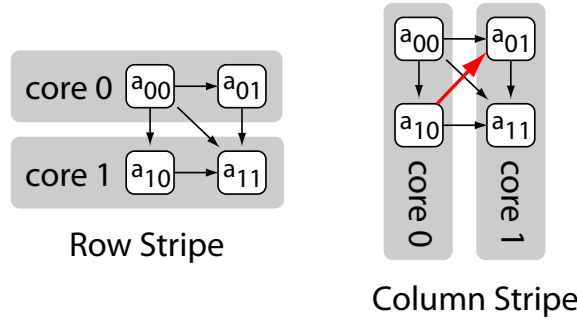 core 0 a00 a01
core 1 a10 a11
Row Stripe
a00 a01
a10 a11
core 0 core 1
Column Stripe